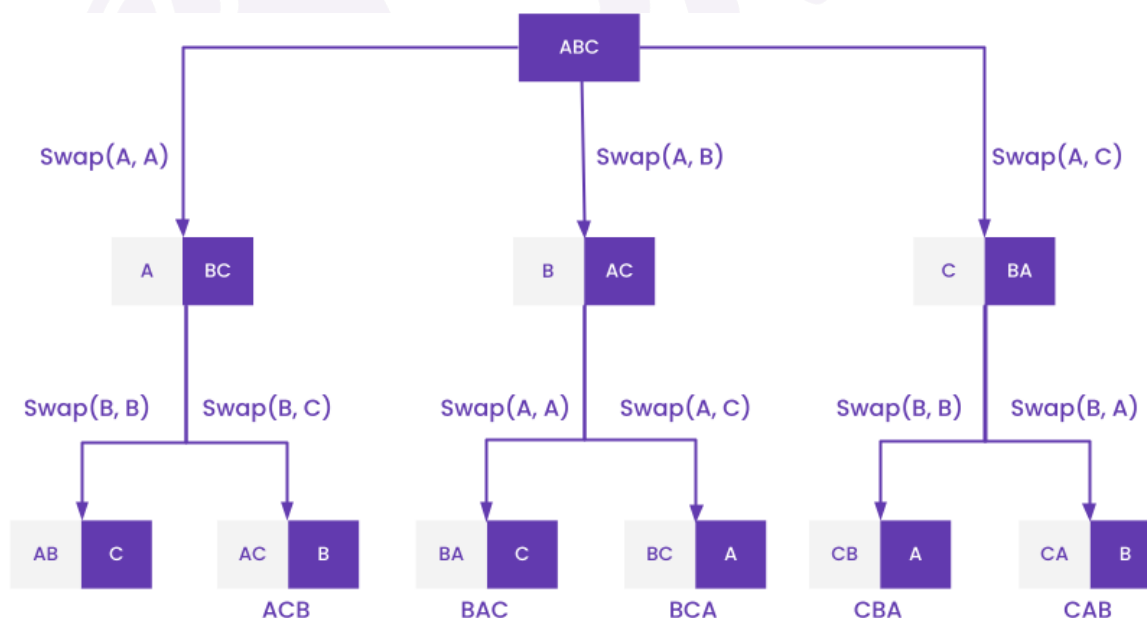 ABC
Swap(A, A)
Swap(A, B)
Swap(A, C)
A BC
B AC
C BA
Swap(B, B)
Swap(B, C)
Swap(A, A)
Swap(A, C)
Swap(B, B)
Swap(B, A)
AB C
AC B
BA C
BC A
CB A
CA B
ACB
BAC
BCA
CBA
CAB